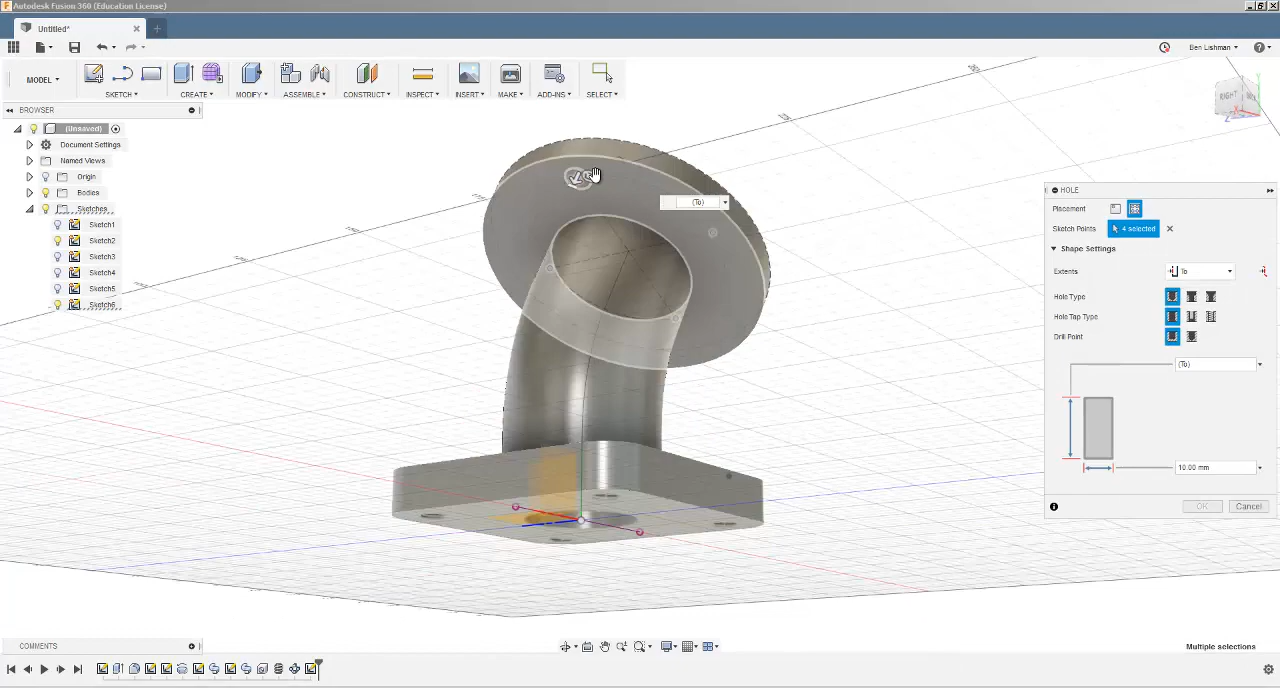 Autodesk Fusion 360 (Education License)
Untitled*
Ben Lishman
MODEL
SKETCH
CREATE
MODIFY
ASSEMBLE
CONSTRUCT
INSPECT
INSERT
MAKE
ADD-INS
SELECT
BROWSER
(Unsaved)
Document Settings
Named Views
Origin
Bodies
Sketches
Sketch1
Sketch2
Sketch3
Sketch4
Sketch5
Sketch6
RIGHT
(To)
HOLE
Placement
Sketch Points
4 selected
Shape Settings
Extents
To
Hole Type
Hole Tap Type
Drill Point
(To)
10.00 mm
OK
Cancel
COMMENTS
Multiple selections